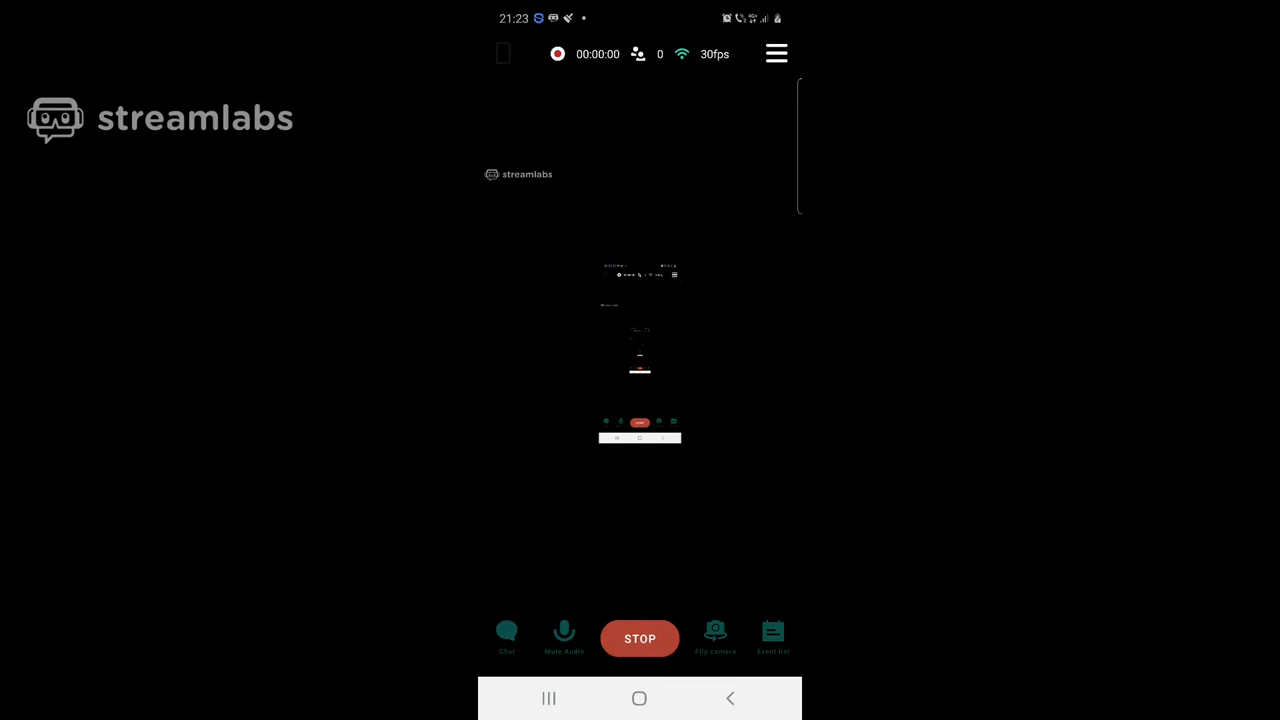 21:23
00:00:00 0 30fps
streamlabs
streamlabs
Chat Mute Audio STOP Flip camera Event list